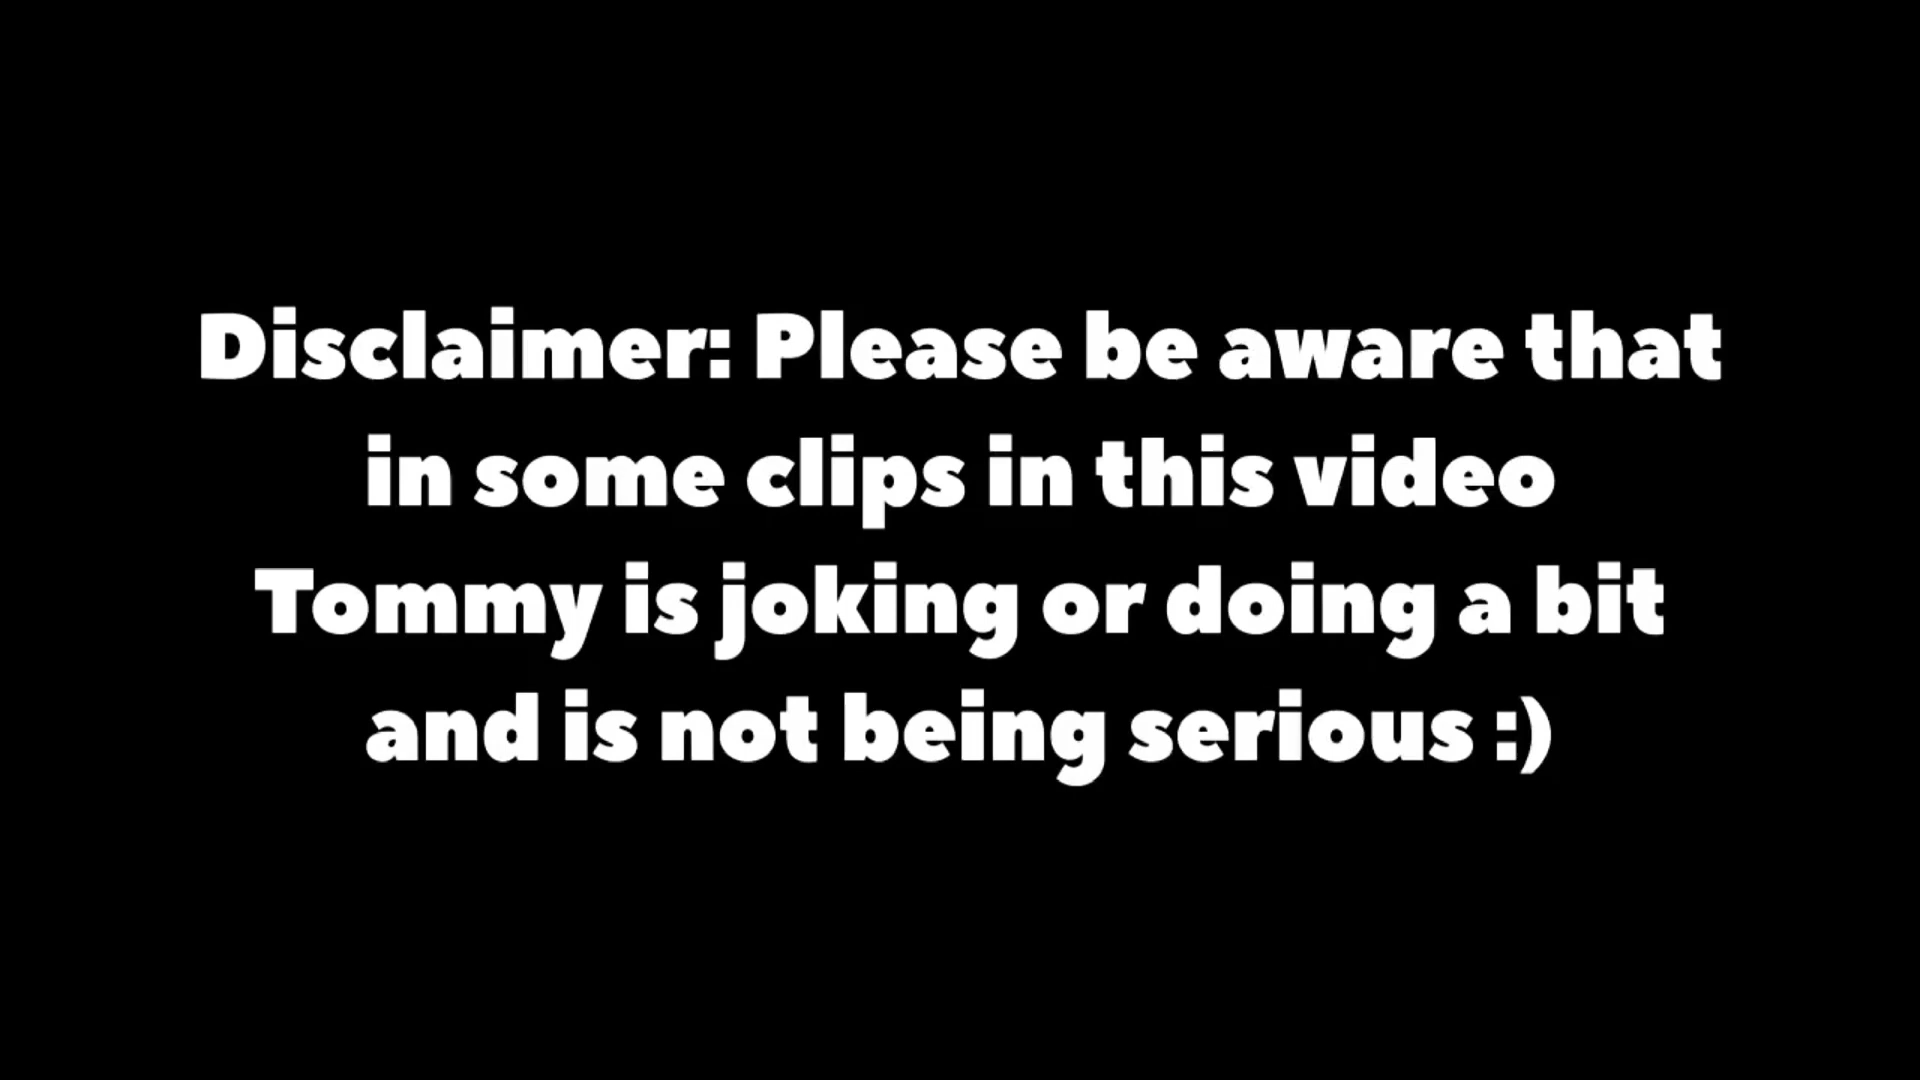 Disclaimer: Please be aware that
in some clips in this video
Tommy is joking or doing a bit
and is not being serious :)